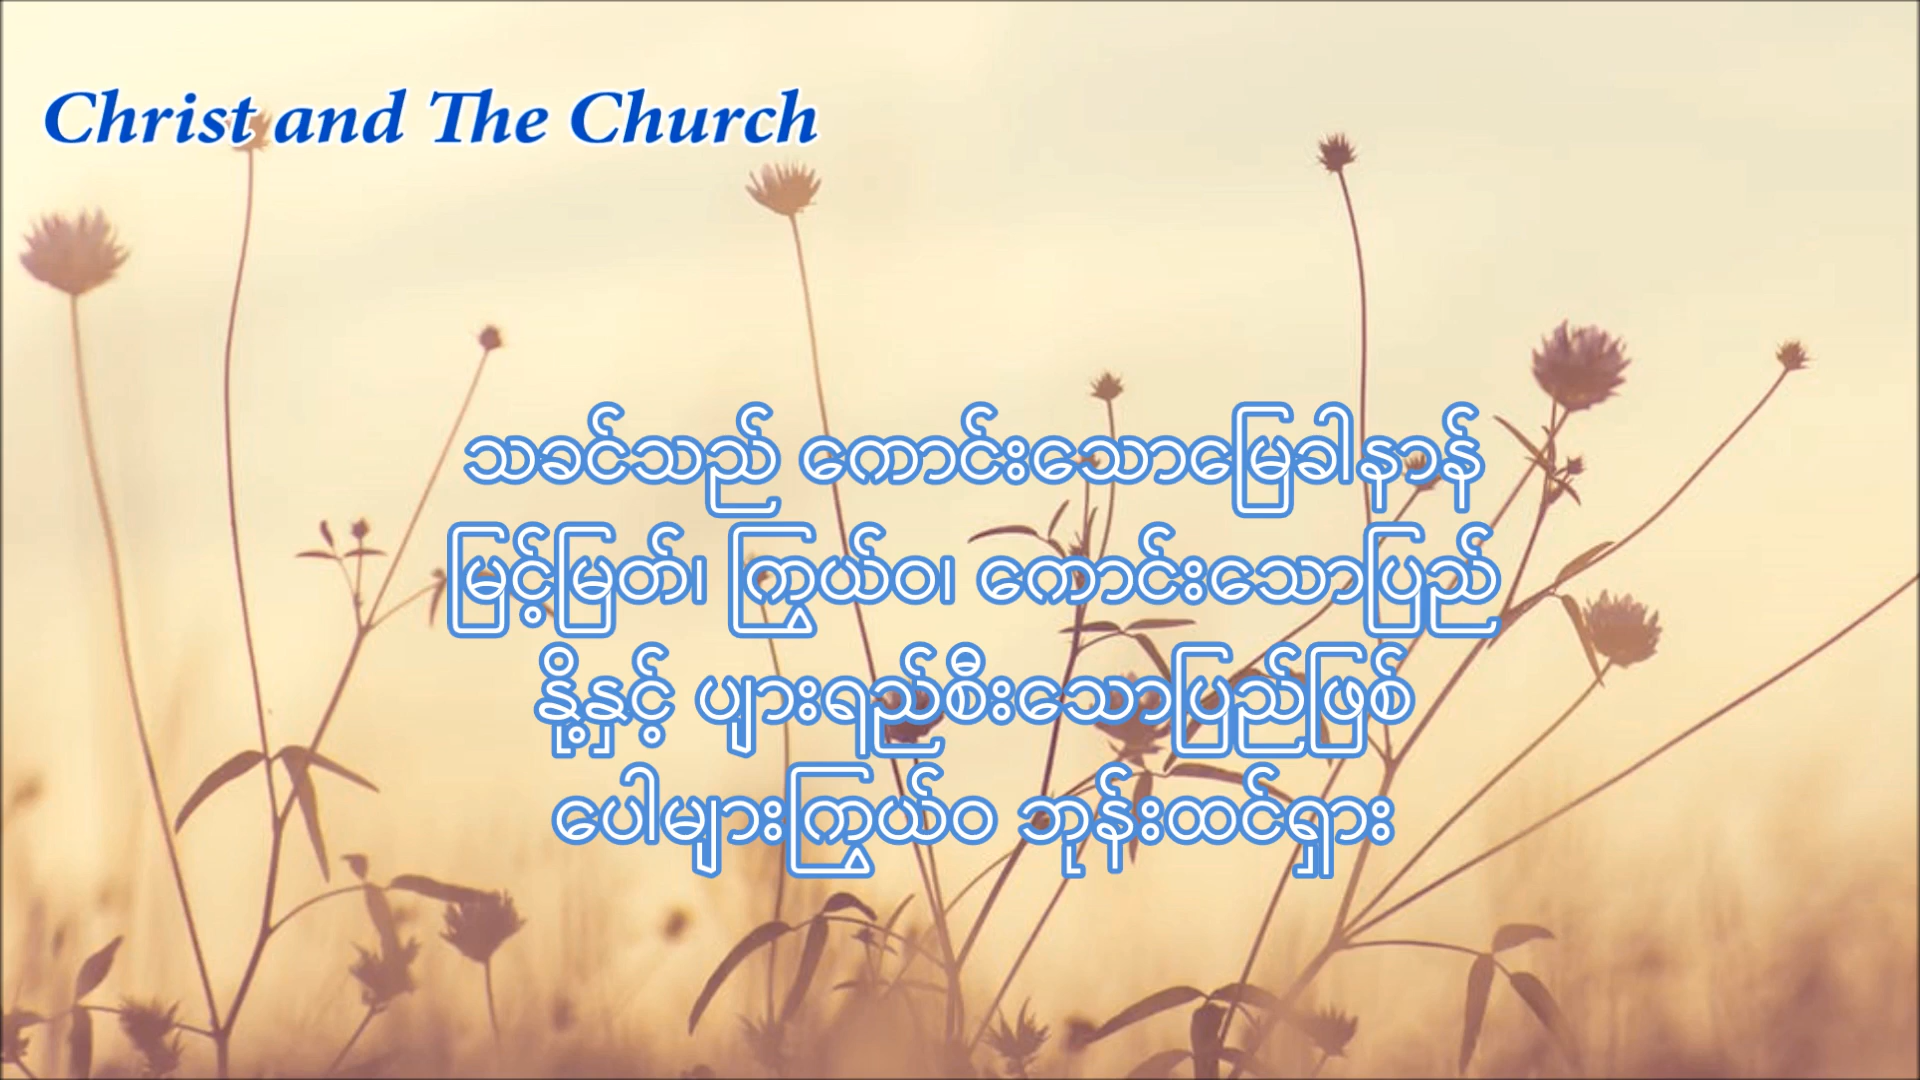 Christ and The Church
သခင်သည် ကောင်းသောမြေခါနာန်
မြင့်မြတ်၊ ကြွယ်ဝ၊ ကောင်းသောပြည်
နို့နှင့် ပျားရည်စီးသောပြည်ဖြစ်
ပေါများကြွယ်ဝ ဘုန်းထင်ရှား